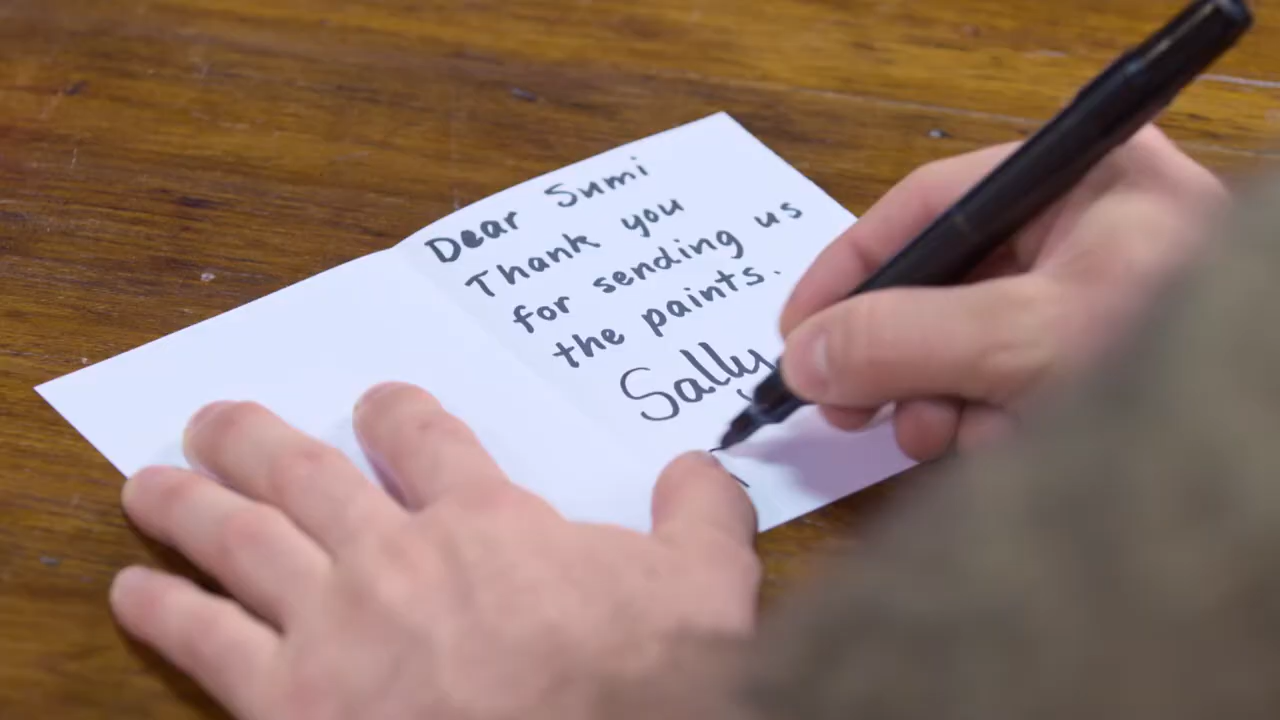 Dear Sumi
Thank you
for sending us
the paints.
Sally